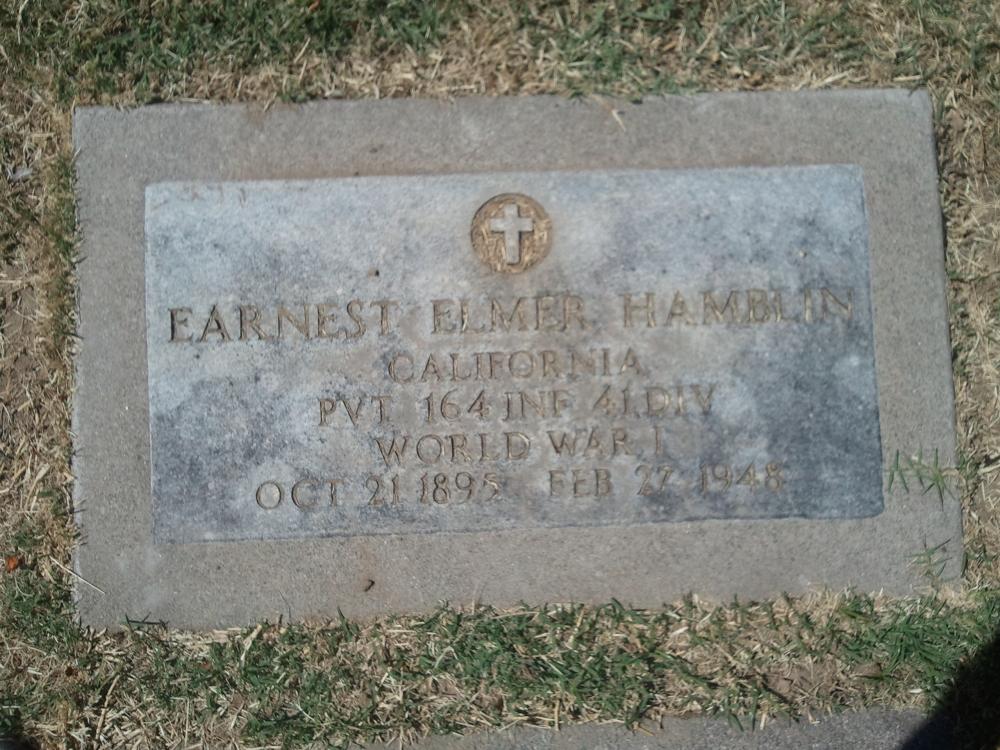 EARNEST ELMER HAMBLIN
CALIFORNIA
PVT 164 INF 41 DIV
WORLD WAR I
OCT 21 1895 FEB 27 1948